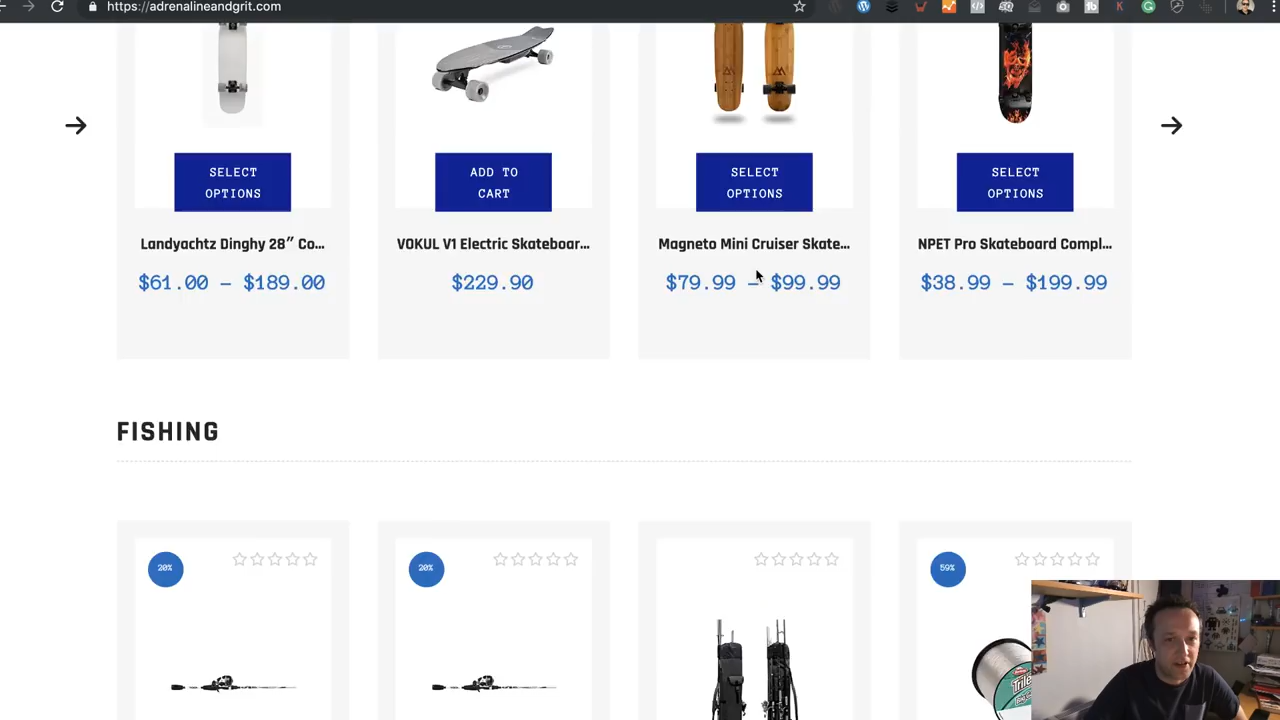 https://adrenalineandgrit.com
SELECT
OPTIONS
ADD TO
CART
SELECT
OPTIONS
SELECT
OPTIONS
Landyachtz Dinghy 28″ Co...
VOKUL V1 Electric Skateboar...
Magneto Mini Cruiser Skate...
NPET Pro Skateboard Compl...
$61.00 – $189.00
$229.90
$79.99 – $99.99
$38.99 – $199.99
FISHING
20%
20%
59%
Trile